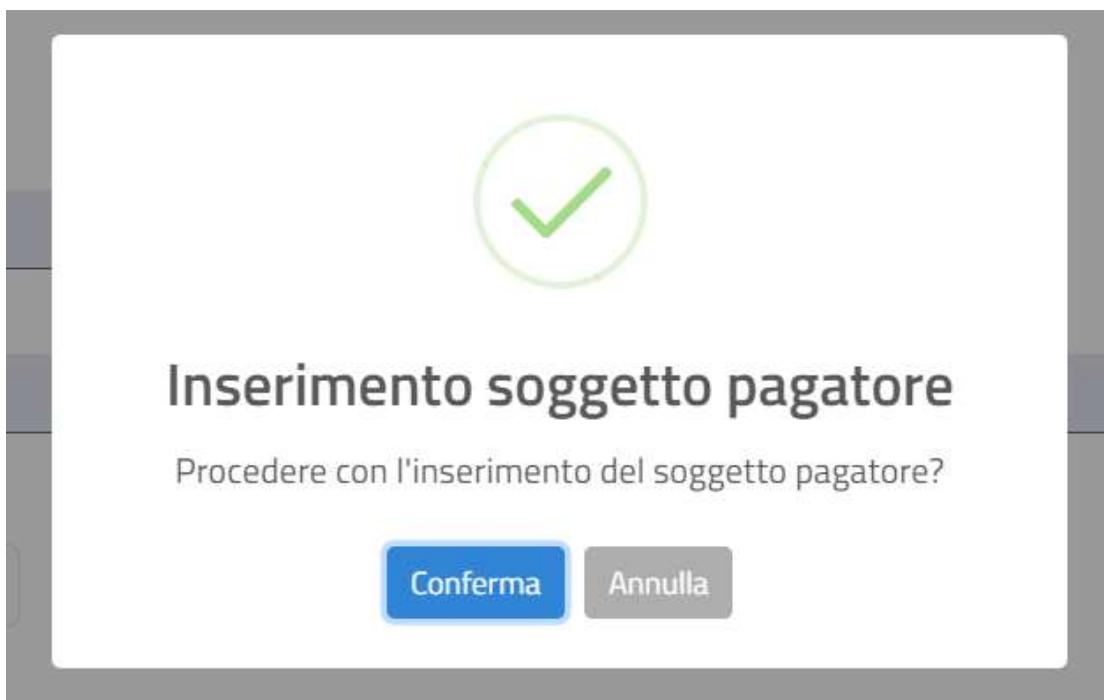 Inserimento soggetto pagatore
Procedere con l'inserimento del soggetto pagatore?
Conferma
Annulla